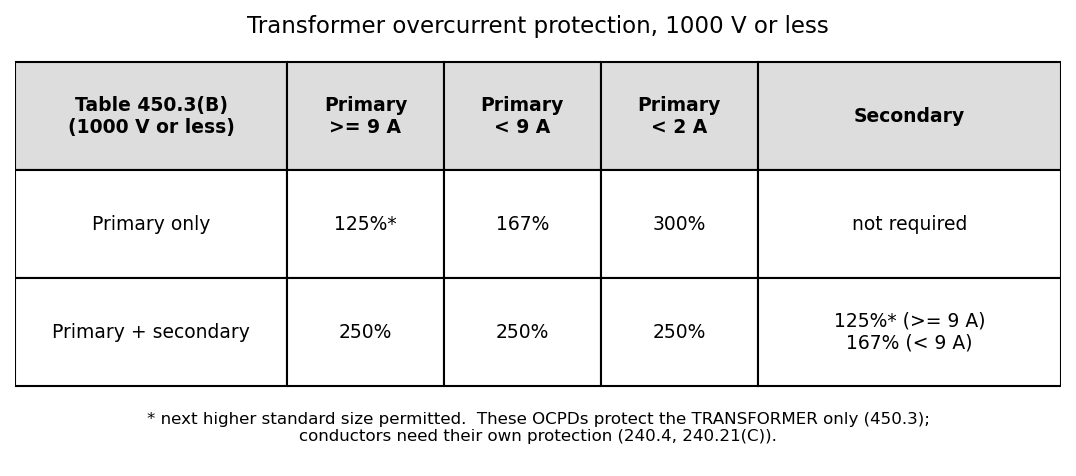 Transformer overcurrent protection, 1000 V or less
Table 450.3(B)
(1000 V or less)
Primary
>= 9 A
Primary
< 9 A
Primary
< 2 A
Secondary
Primary only
125%*
167%
300%
not required
Primary + secondary
250%
250%
250%
125%* (>= 9 A)
167% (< 9 A)
* next higher standard size permitted.  These OCPDs protect the TRANSFORMER only (450.3);
conductors need their own protection (240.4, 240.21(C)).